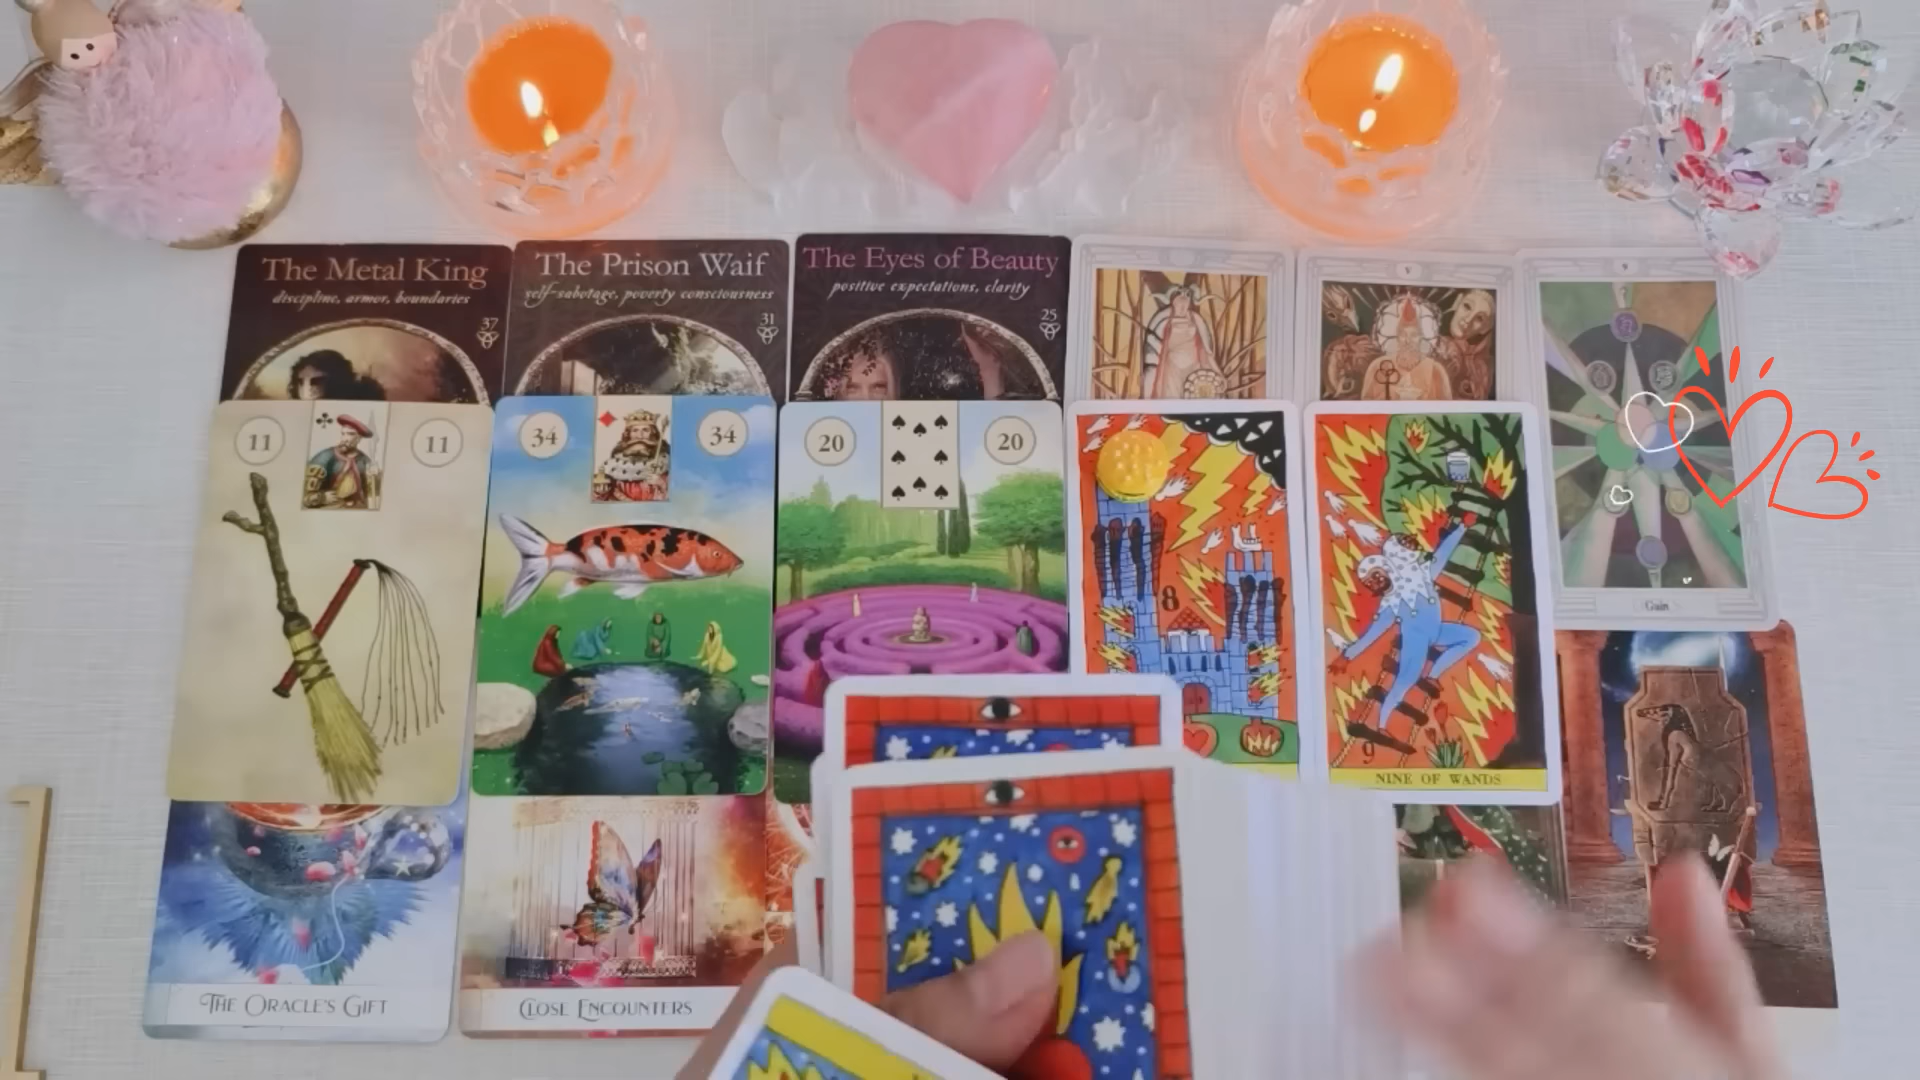 The Metal King
discipline, armor, boundaries
37
The Prison Waif
self-sabotage, poverty consciousness
31
The Eyes of Beauty
positive expectations, clarity
25
V
11
11
34
34
20
20
8
9
NINE OF WANDS
Gain
THE ORACLE'S GIFT
CLOSE ENCOUNTERS